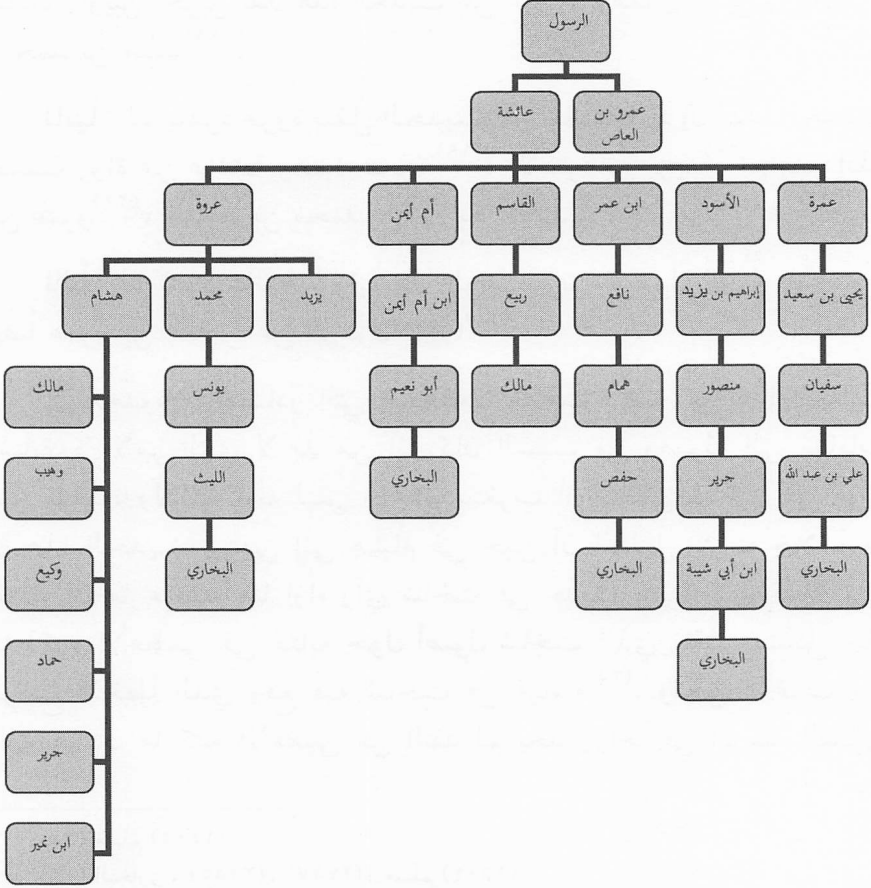 الرسول
عمرو بن
العاص
عائشة
عمرة
الأسود
ابن عمر
القاسم
أم أيمن
عروة
يحيى بن سعيد
إبراهيم بن يزيد
نافع
ربيع
ابن أم أيمن
يزيد
محمد
هشام
سفيان
منصور
همام
مالك
أبو نعيم
يونس
مالك
علي بن عبد الله
جرير
حفص
البخاري
الليث
وهيب
البخاري
ابن أبي شيبة
البخاري
البخاري
وكيع
البخاري
حماد
جرير
ابن نمير